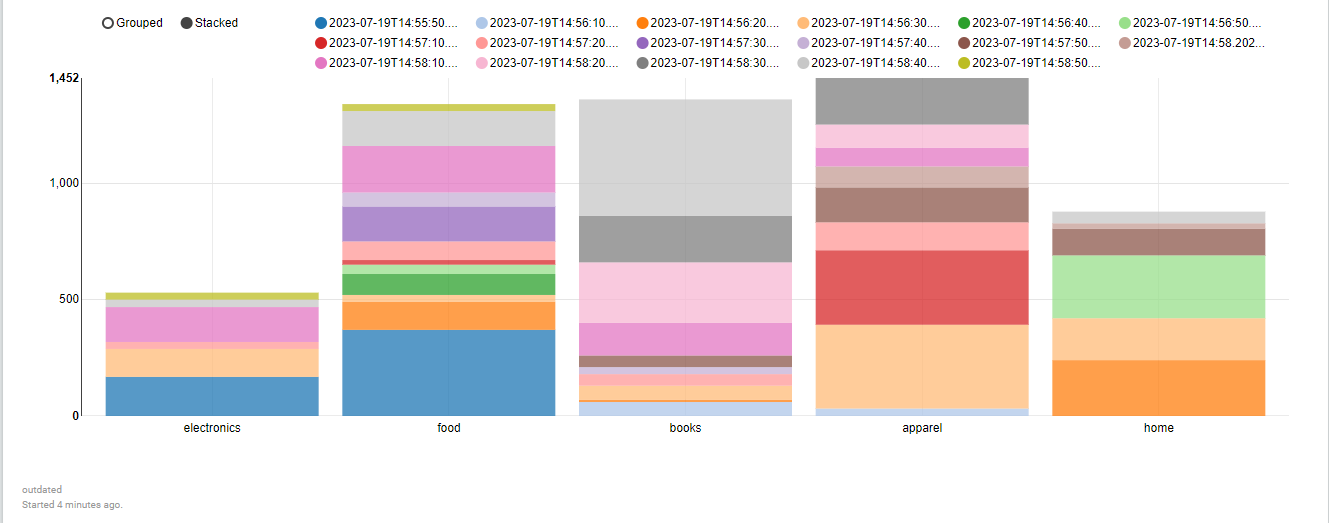 Grouped Stacked 2023-07-19T14:55:50.... 2023-07-19T14:56:10.... 2023-07-19T14:56:20.... 2023-07-19T14:56:30.... 2023-07-19T14:56:40.... 2023-07-19T14:56:50....
2023-07-19T14:57:10.... 2023-07-19T14:57:20.... 2023-07-19T14:57:30.... 2023-07-19T14:57:40.... 2023-07-19T14:57:50.... 2023-07-19T14:58.202...
2023-07-19T14:58:10.... 2023-07-19T14:58:20.... 2023-07-19T14:58:30.... 2023-07-19T14:58:40.... 2023-07-19T14:58:50....
1,452
1,000
500
0
electronics food books apparel home
outdated
Started 4 minutes ago.